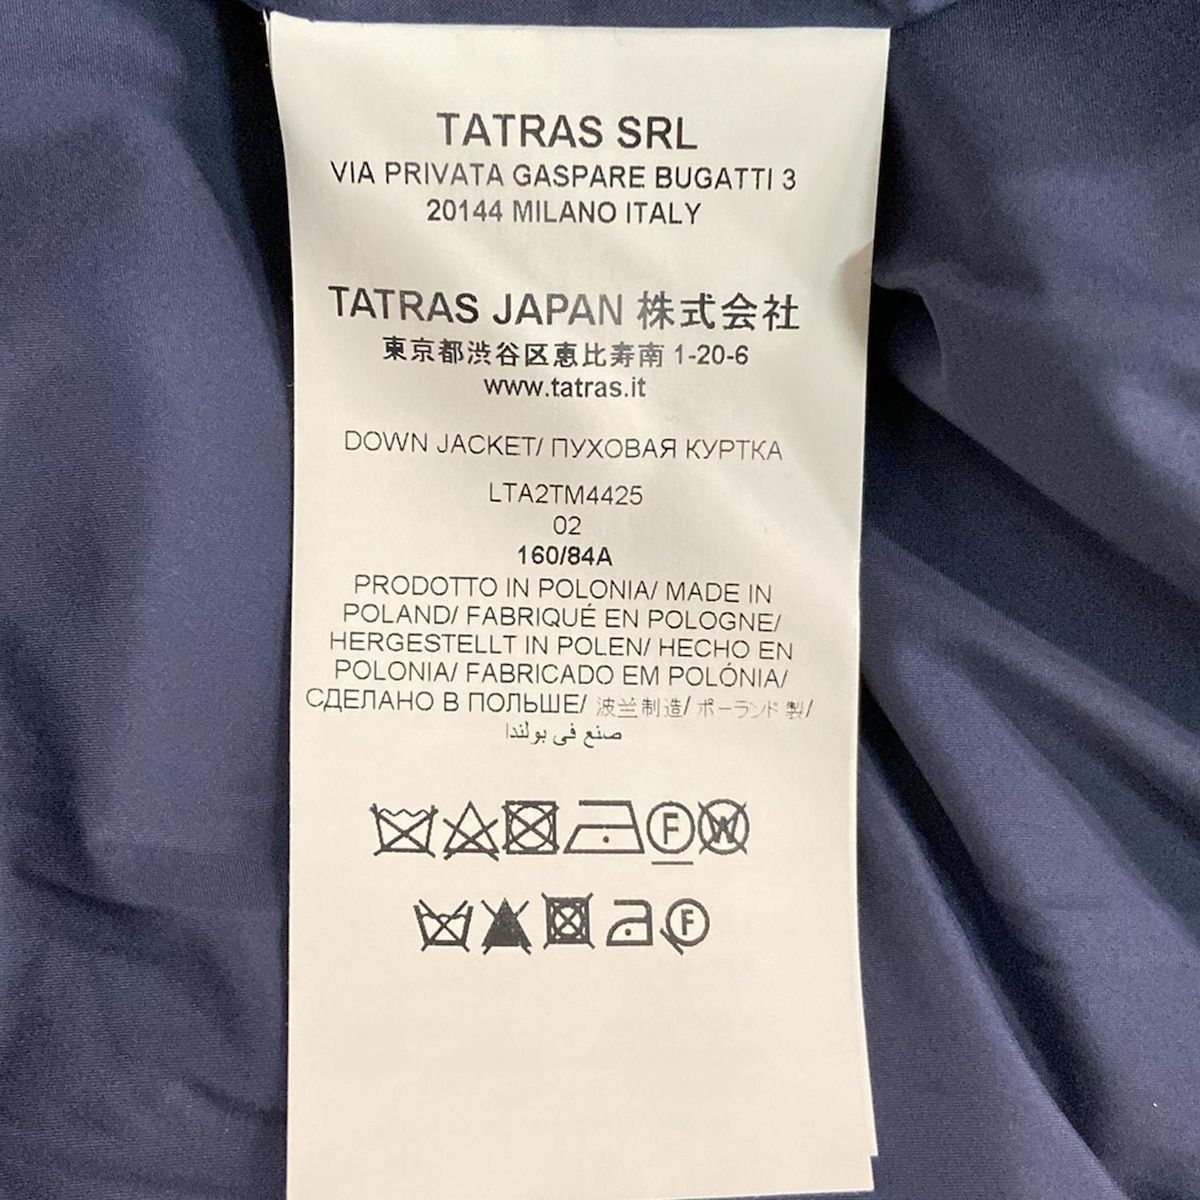 TATRAS SRL
VIA PRIVATA GASPARE BUGATTI 3
20144 MILANO ITALY
TATRAS JAPAN 株式会社
東京都渋谷区恵比寿南 1-20-6
www.tatras.it
DOWN JACKET/ ПУХОВАЯ КУРТКА
LTA2TM4425
02
160/84A
PRODOTTO IN POLONIA/ MADE IN
POLAND/ FABRIQUÉ EN POLOGNE/
HERGESTELLT IN POLEN/ HECHO EN
POLONIA/ FABRICADO EM POLÓNIA/
СДЕЛАНО В ПОЛЬШЕ/ 波兰制造/ ポーランド 製/
صنع في بولندا
F W
F